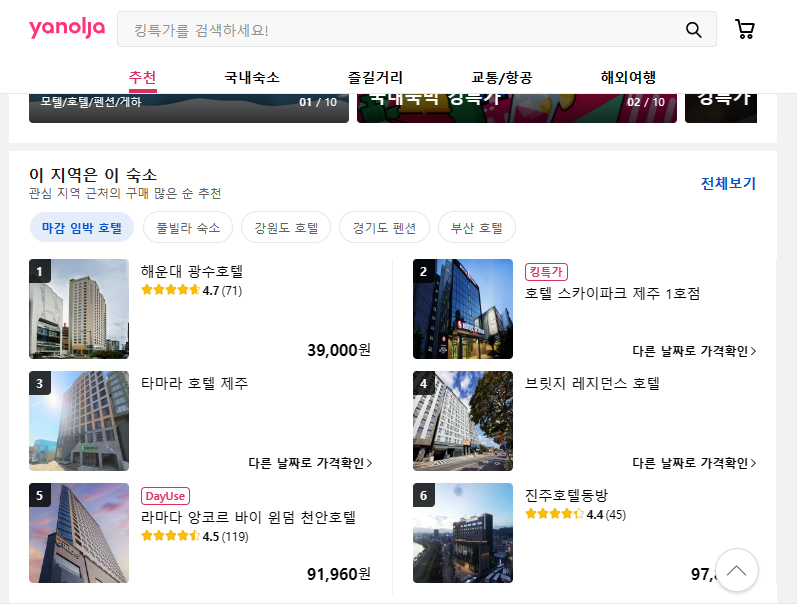 yanolja
킹특가를 검색하세요!
추천 국내숙소 즐길거리 교통/항공 해외여행
모텔/호텔/펜션/게하
01 / 10
국내숙박 킹특가
02 / 10
킹특가
이 지역은 이 숙소
관심 지역 근처의 구매 많은 순 추천
전체보기
마감 임박 호텔 풀빌라 숙소 강원도 호텔 경기도 펜션 부산 호텔
1
해운대 광수호텔
4.7 (71)
39,000원
2
킹특가
호텔 스카이파크 제주 1호점
다른 날짜로 가격확인
3
타마라 호텔 제주
다른 날짜로 가격확인
4
브릿지 레지던스 호텔
다른 날짜로 가격확인
5
DayUse
라마다 앙코르 바이 윈덤 천안호텔
4.5 (119)
91,960원
6
진주호텔동방
4.4 (45)